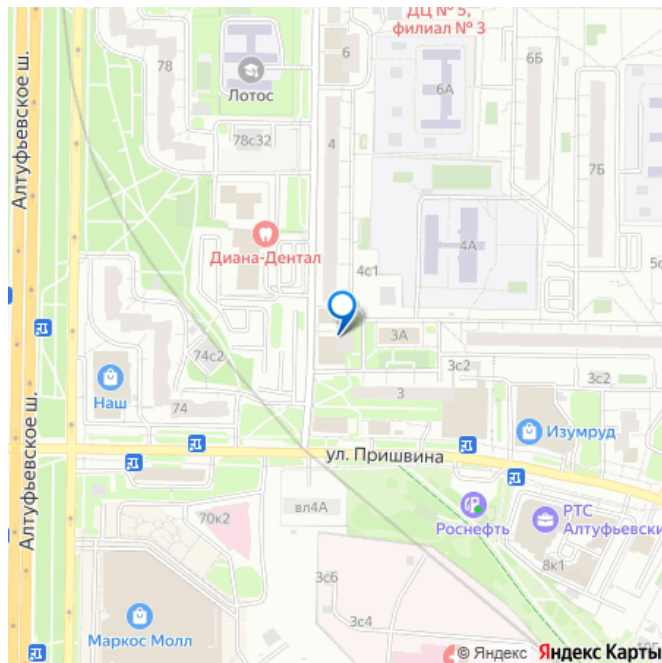 ДЦ № 5,
филиал № 3
Алтуфьевское ш.
78
6
6Б
6А
Лотос
78с32
4
7Б
Диана-Дентал
4А
4с1
5с
74с2
3А
3с2
3с2
Наш
74
3
Изумруд
ул. Пришвина
Алтуфьевское ш.
70к2
вл4А
Роснефть
РТС
Алтуфьевски
8к1
3с6
3с4
Маркос Молл
© Яндекс Яндекс Карты